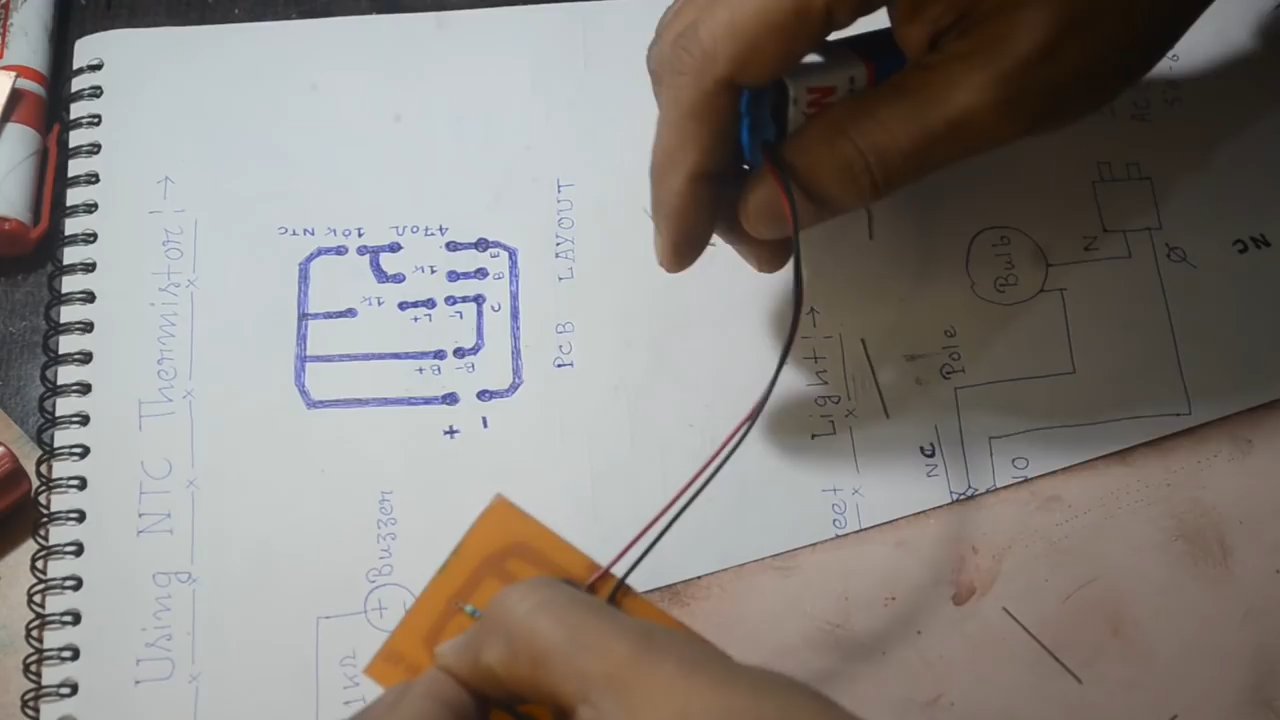 Using NTC Thermistor:→
10K NTC
470Ω
1K
1K
L+
L-
E
B
C
B+
B-
+
-
PCB LAYOUT
Buzzer
+
1KΩ
eet Light:→
Bulb
N
Φ
Pole
NC
NO
AC
NC